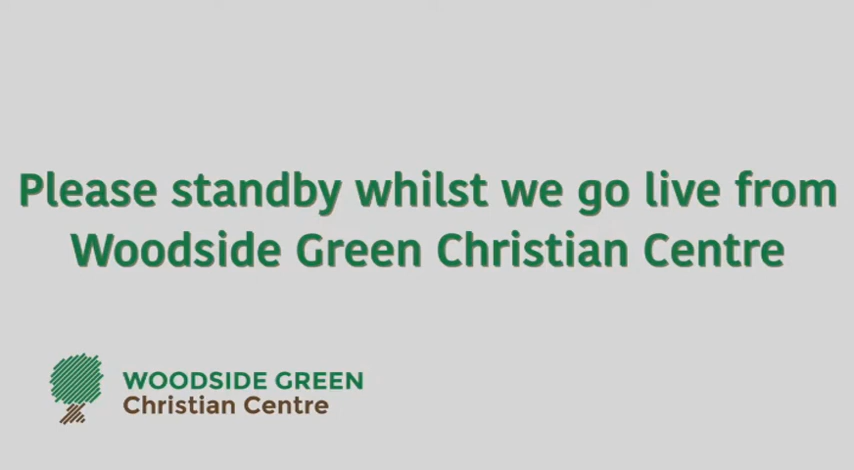 Please standby whilst we go live from
Woodside Green Christian Centre
WOODSIDE GREEN
Christian Centre